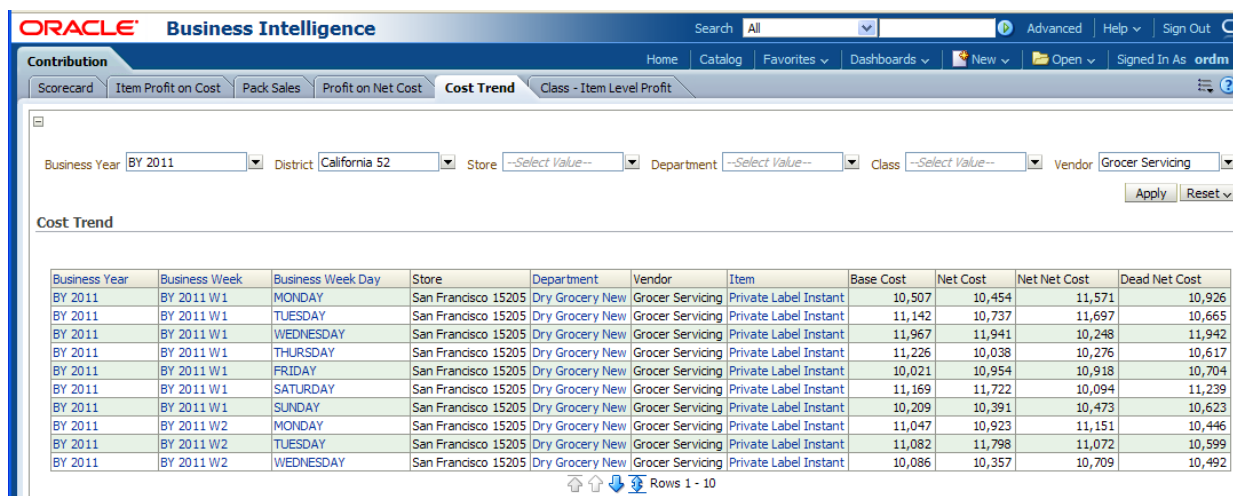 ORACLE Business Intelligence Search All Advanced Help Sign Out
Contribution Home Catalog Favorites Dashboards New Open Signed In As ordm
Scorecard Item Profit on Cost Pack Sales Profit on Net Cost Cost Trend Class - Item Level Profit
Business Year BY 2011 District California 52 Store --Select Value-- Department --Select Value-- Class --Select Value-- Vendor Grocer Servicing
Apply Reset
Cost Trend
Business Year Business Week Business Week Day Store Department Vendor Item Base Cost Net Cost Net Net Cost Dead Net Cost
BY 2011 BY 2011 W1 MONDAY San Francisco 15205 Dry Grocery New Grocer Servicing Private Label Instant 10,507 10,454 11,571 10,926
BY 2011 BY 2011 W1 TUESDAY San Francisco 15205 Dry Grocery New Grocer Servicing Private Label Instant 11,142 10,737 11,697 10,665
BY 2011 BY 2011 W1 WEDNESDAY San Francisco 15205 Dry Grocery New Grocer Servicing Private Label Instant 11,967 11,941 10,248 11,942
BY 2011 BY 2011 W1 THURSDAY San Francisco 15205 Dry Grocery New Grocer Servicing Private Label Instant 11,226 10,038 10,276 10,617
BY 2011 BY 2011 W1 FRIDAY San Francisco 15205 Dry Grocery New Grocer Servicing Private Label Instant 10,021 10,954 10,918 10,704
BY 2011 BY 2011 W1 SATURDAY San Francisco 15205 Dry Grocery New Grocer Servicing Private Label Instant 11,169 11,722 10,094 11,239
BY 2011 BY 2011 W1 SUNDAY San Francisco 15205 Dry Grocery New Grocer Servicing Private Label Instant 10,209 10,391 10,473 10,623
BY 2011 BY 2011 W2 MONDAY San Francisco 15205 Dry Grocery New Grocer Servicing Private Label Instant 11,047 10,923 11,151 10,446
BY 2011 BY 2011 W2 TUESDAY San Francisco 15205 Dry Grocery New Grocer Servicing Private Label Instant 11,082 11,798 11,072 10,599
BY 2011 BY 2011 W2 WEDNESDAY San Francisco 15205 Dry Grocery New Grocer Servicing Private Label Instant 10,086 10,357 10,709 10,492
Rows 1 - 10